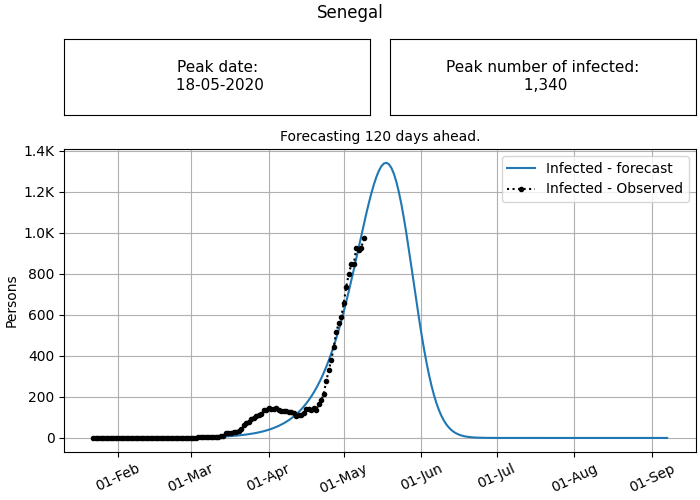 Senegal
Peak date:
18-05-2020
Peak number of infected:
1,340
Forecasting 120 days ahead.
1.4K
1.2K
1.0K
800
600
400
200
0
Persons
Infected - forecast
Infected - Observed
01-Feb
01-Mar
01-Apr
01-May
01-Jun
01-Jul
01-Aug
01-Sep